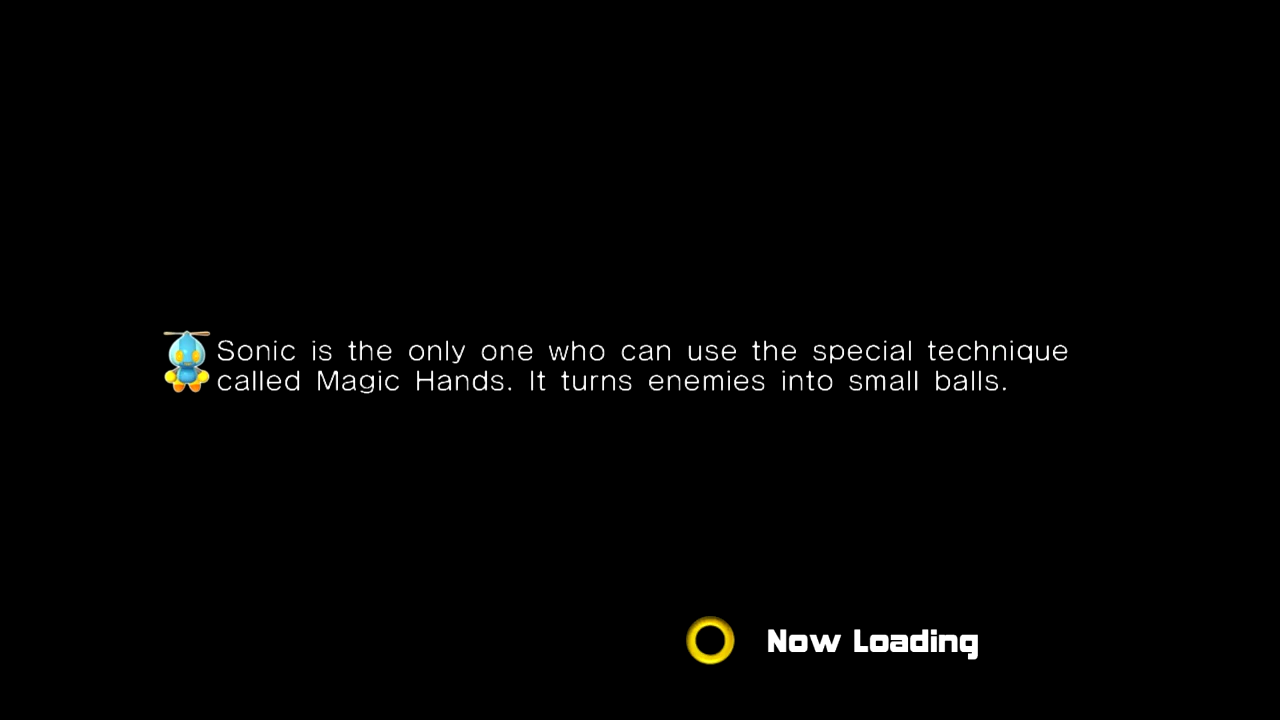 Sonic is the only one who can use the special technique
called Magic Hands. It turns enemies into small balls.
Now Loading